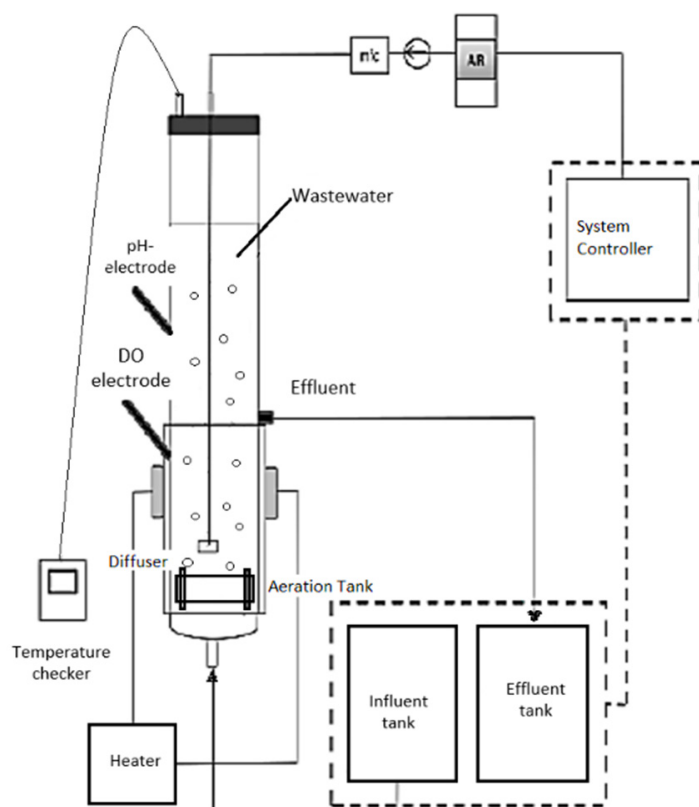 m/c
AR
Wastewater
System
Controller
pH-
electrode
DO
electrode
Effluent
Diffuser
Aeration Tank
Temperature
checker
Heater
Influent
tank
Effluent
tank